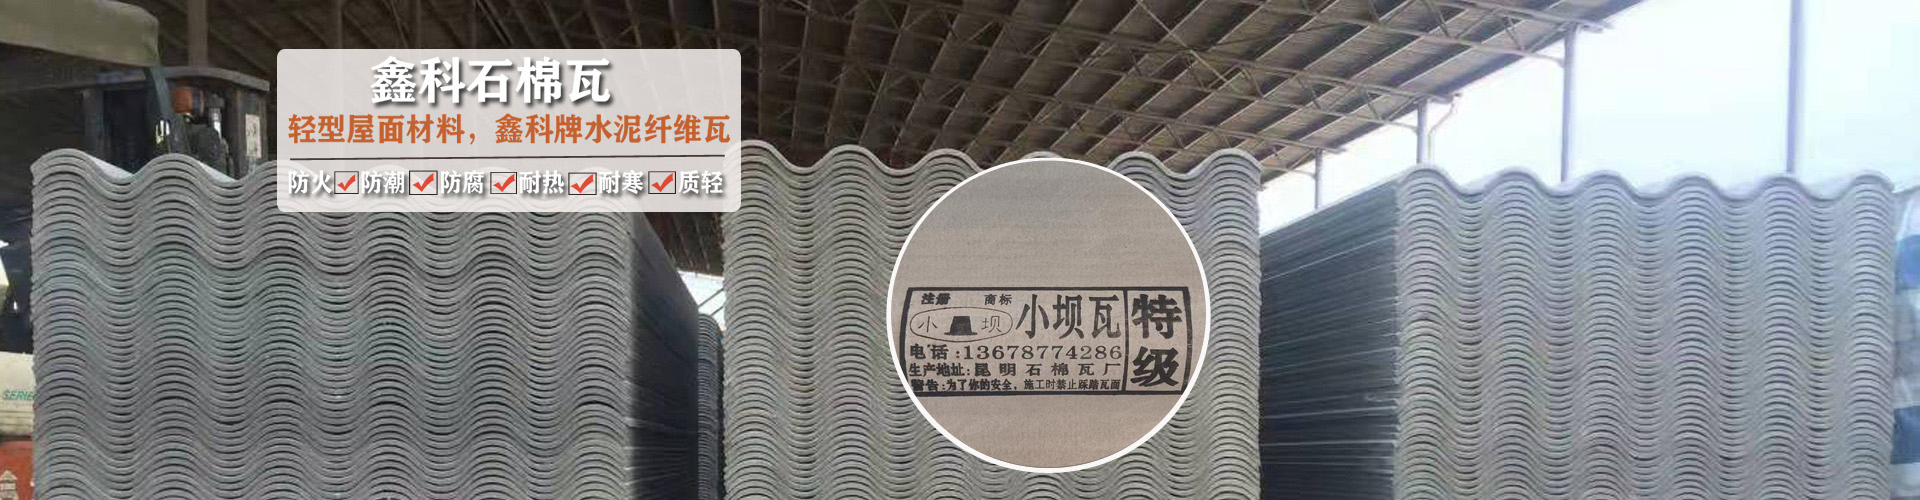 鑫科石棉瓦
轻型屋面材料，鑫科牌水泥纤维瓦
防火 防潮 防腐 耐热 耐寒 质轻
注册 商标
小 坝
小坝瓦
特级
电话:13678774286
生产地址:昆明石棉瓦厂
警告:为了你的安全，施工时禁止踩踏瓦面
SERIE